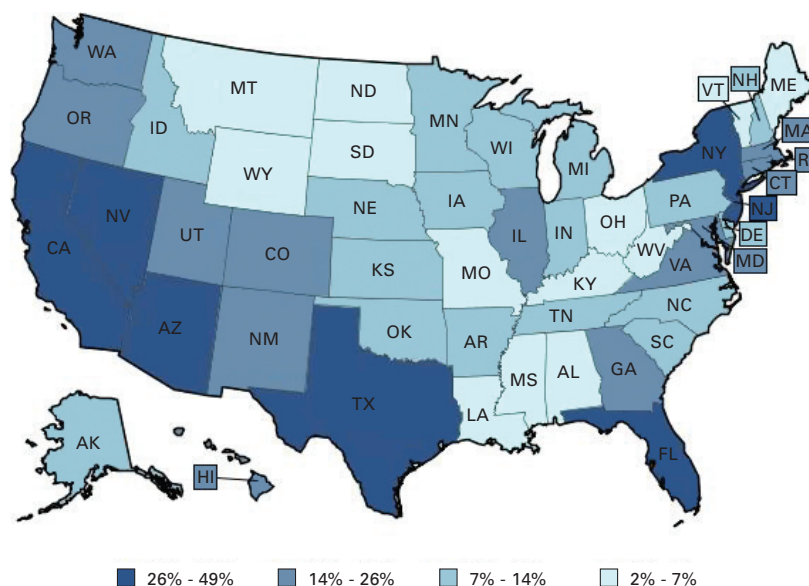 WA
MT
ND
MN
VT
NH
ME
OR
ID
WY
SD
WI
MI
NY
MA
R
CT
NV
UT
CO
NE
IA
IL
IN
OH
PA
NJ
DE
MD
CA
KS
MO
WV
VA
KY
AZ
NM
OK
AR
TN
NC
SC
TX
LA
MS
AL
GA
AK
HI
FL
26% - 49%
14% - 26%
7% - 14%
2% - 7%